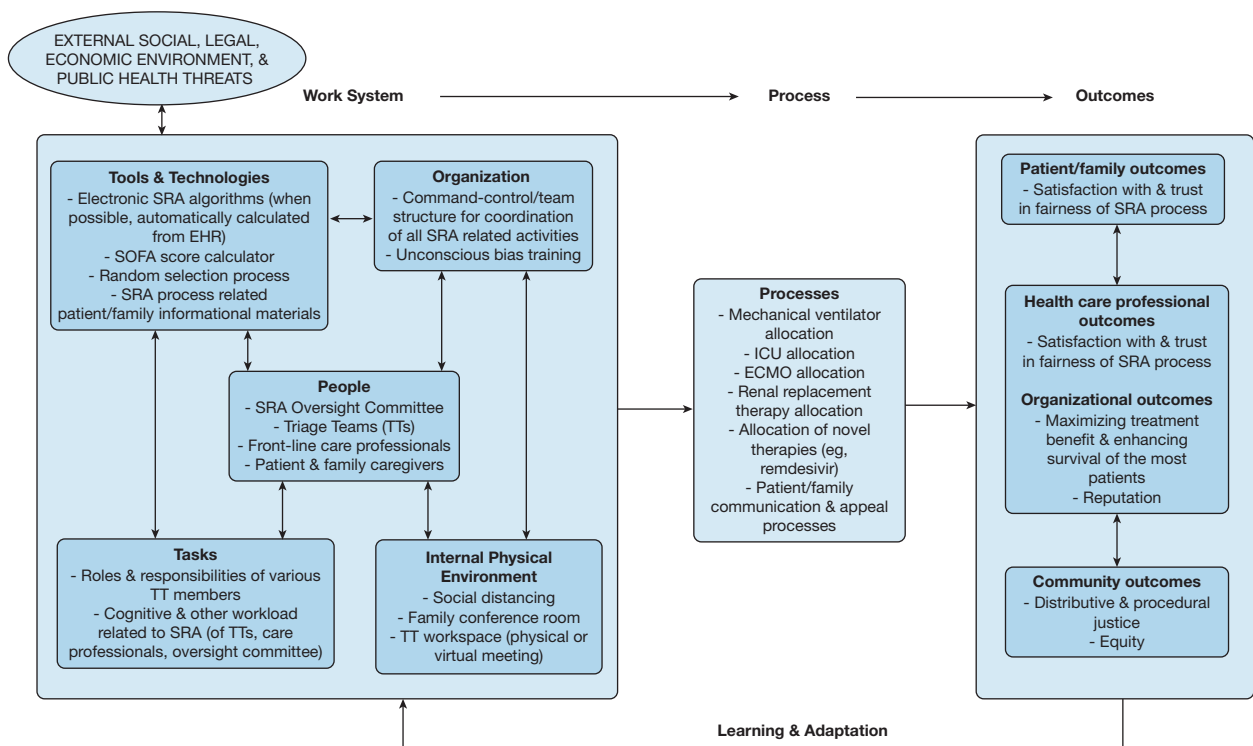 EXTERNAL SOCIAL, LEGAL,
ECONOMIC ENVIRONMENT, &
PUBLIC HEALTH THREATS
Work System
Process
Outcomes
Tools & Technologies
- Electronic SRA algorithms (when
possible, automatically calculated
from EHR)
- SOFA score calculator
- Random selection process
- SRA process related
patient/family informational materials
Organization
- Command-control/team
structure for coordination
of all SRA related activities
- Unconscious bias training
People
- SRA Oversight Committee
- Triage Teams (TTs)
- Front-line care professionals
- Patient & family caregivers
Tasks
- Roles & responsibilities of various
TT members
- Cognitive & other workload
related to SRA (of TTs, care
professionals, oversight committee)
Internal Physical
Environment
- Social distancing
- Family conference room
- TT workspace (physical or
virtual meeting)
Processes
- Mechanical ventilator
allocation
- ICU allocation
- ECMO allocation
- Renal replacement
therapy allocation
- Allocation of novel
therapies (eg,
remdesivir)
- Patient/family
communication & appeal
processes
Patient/family outcomes
- Satisfaction with & trust
in fairness of SRA process
Health care professional
outcomes
- Satisfaction with & trust
in fairness of SRA process
Organizational outcomes
- Maximizing treatment
benefit & enhancing
survival of the most
patients
- Reputation
Community outcomes
- Distributive & procedural
justice
- Equity
Learning & Adaptation